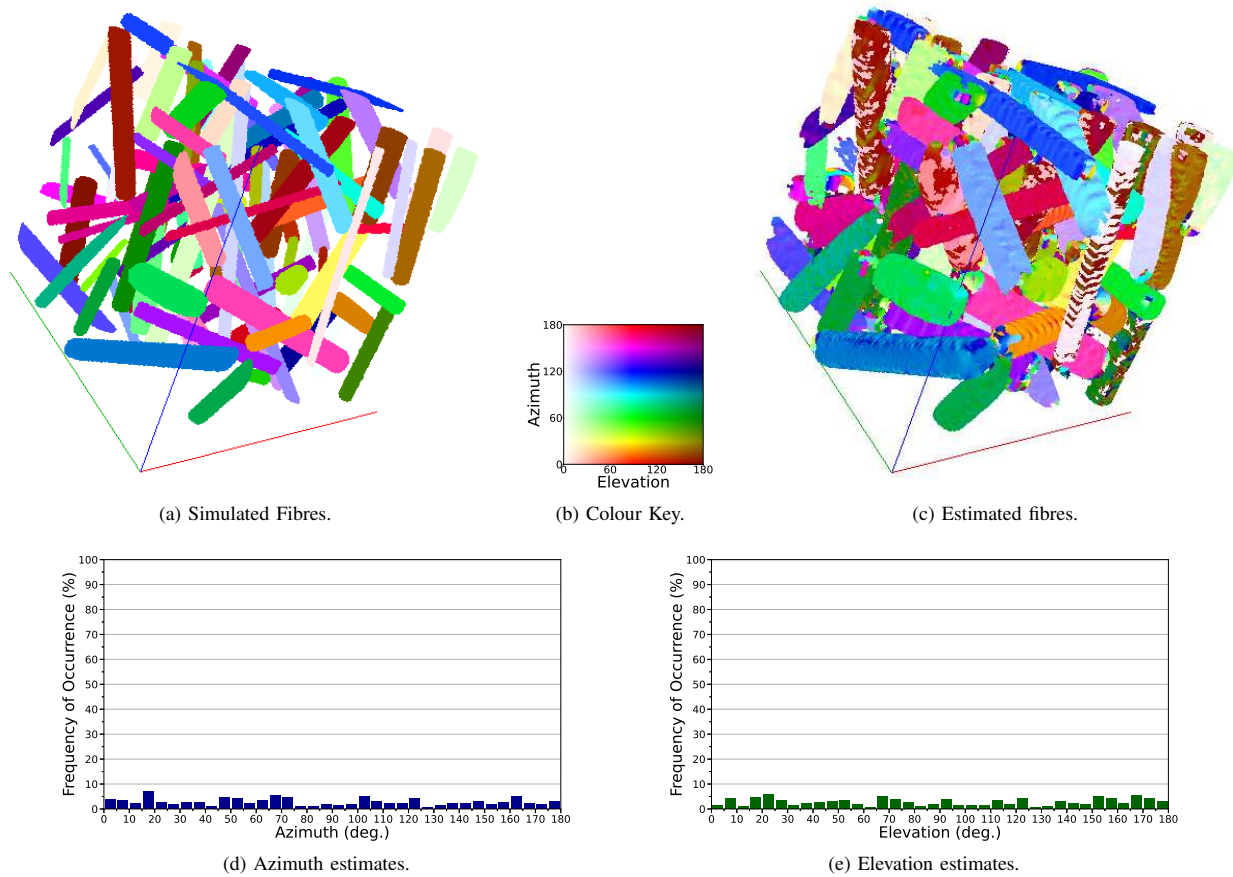 180
120
60
0
Azimuth
0 60 120 180
Elevation
(a) Simulated Fibres.
(b) Colour Key.
(c) Estimated fibres.
100
90
80
70
60
50
40
30
20
10
0
Frequency of Occurrence (%)
0 10 20 30 40 50 60 70 80 90 100 110 120 130 140 150 160 170 180
Azimuth (deg.)
(d) Azimuth estimates.
100
90
80
70
60
50
40
30
20
10
0
Frequency of Occurrence (%)
0 10 20 30 40 50 60 70 80 90 100 110 120 130 140 150 160 170 180
Elevation (deg.)
(e) Elevation estimates.